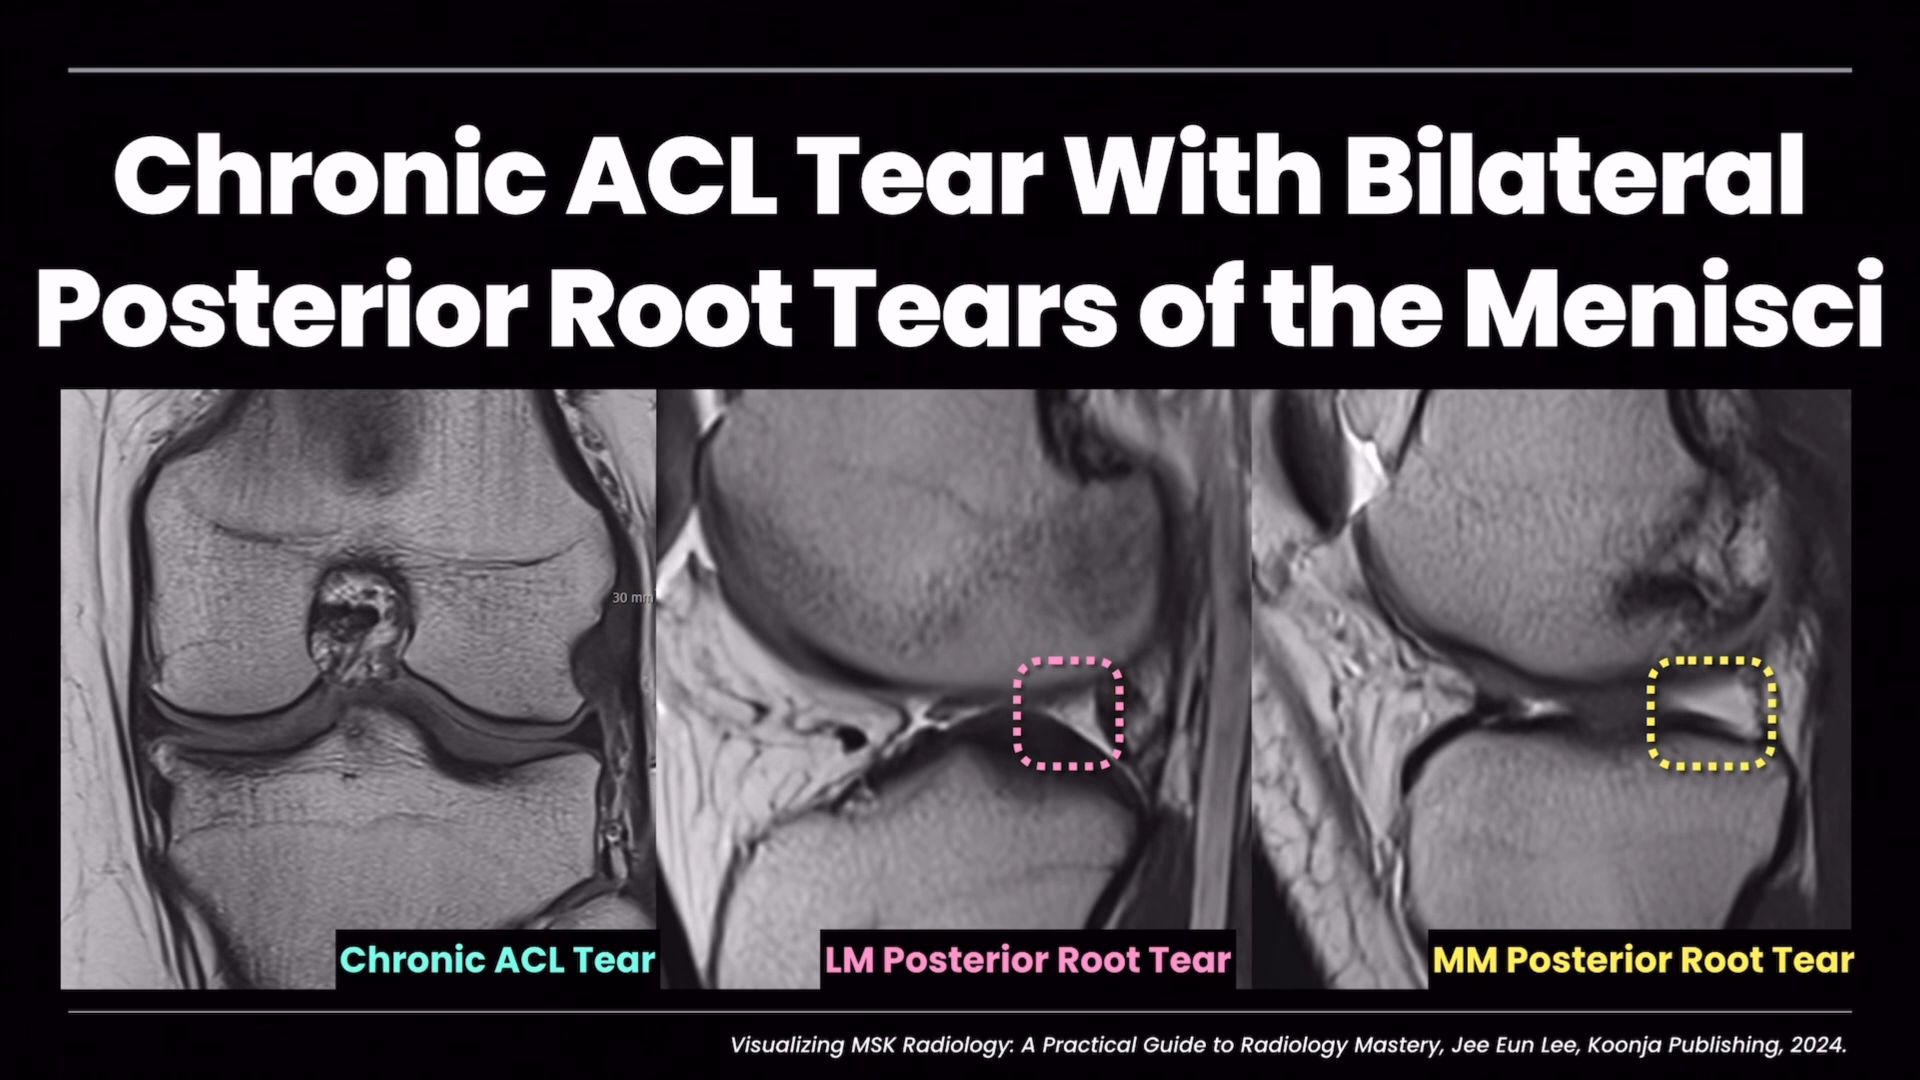 Chronic ACL Tear With Bilateral
Posterior Root Tears of the Menisci
30 mm
Chronic ACL Tear
LM Posterior Root Tear
MM Posterior Root Tear
Visualizing MSK Radiology: A Practical Guide to Radiology Mastery, Jee Eun Lee, Koonja Publishing, 2024.